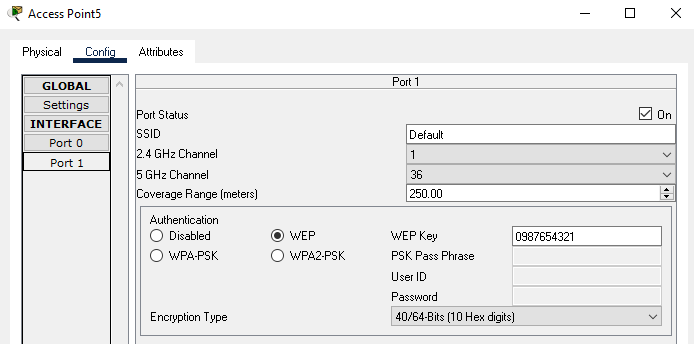 Access Point5
Physical Config Attributes
GLOBAL
Settings
INTERFACE
Port 0
Port 1
Port 1
Port Status On
SSID Default
2.4 GHz Channel 1
5 GHz Channel 36
Coverage Range (meters) 250.00
Authentication
Disabled WEP WEP Key 0987654321
WPA-PSK WPA2-PSK PSK Pass Phrase
User ID
Password
Encryption Type 40/64-Bits (10 Hex digits)